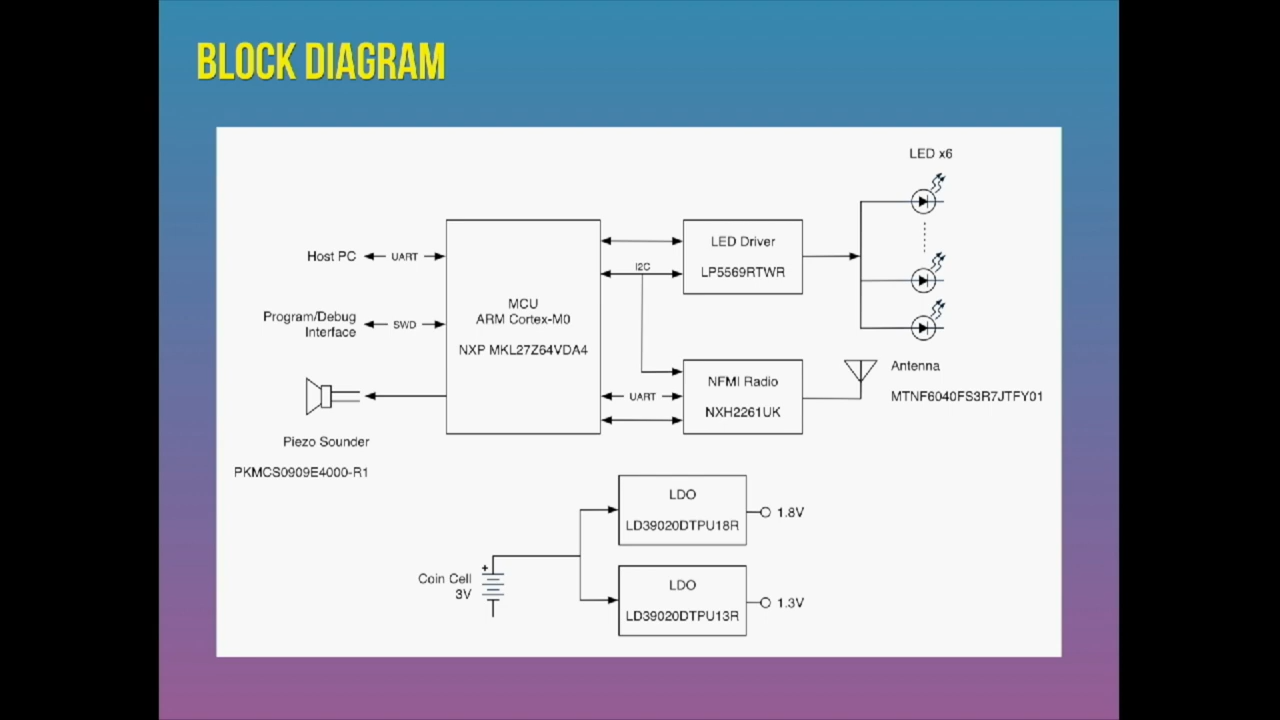 BLOCK DIAGRAM
LED x6
Host PC
UART
Program/Debug
Interface
SWD
Piezo Sounder
PKMCS0909E4000-R1
MCU
ARM Cortex-M0
NXP MKL27Z64VDA4
I2C
UART
LED Driver
LP5569RTWR
NFMI Radio
NXH2261UK
Antenna
MTNF6040FS3R7JTFY01
Coin Cell
3V
+
LDO
LD39020DTPU18R
1.8V
LDO
LD39020DTPU13R
1.3V